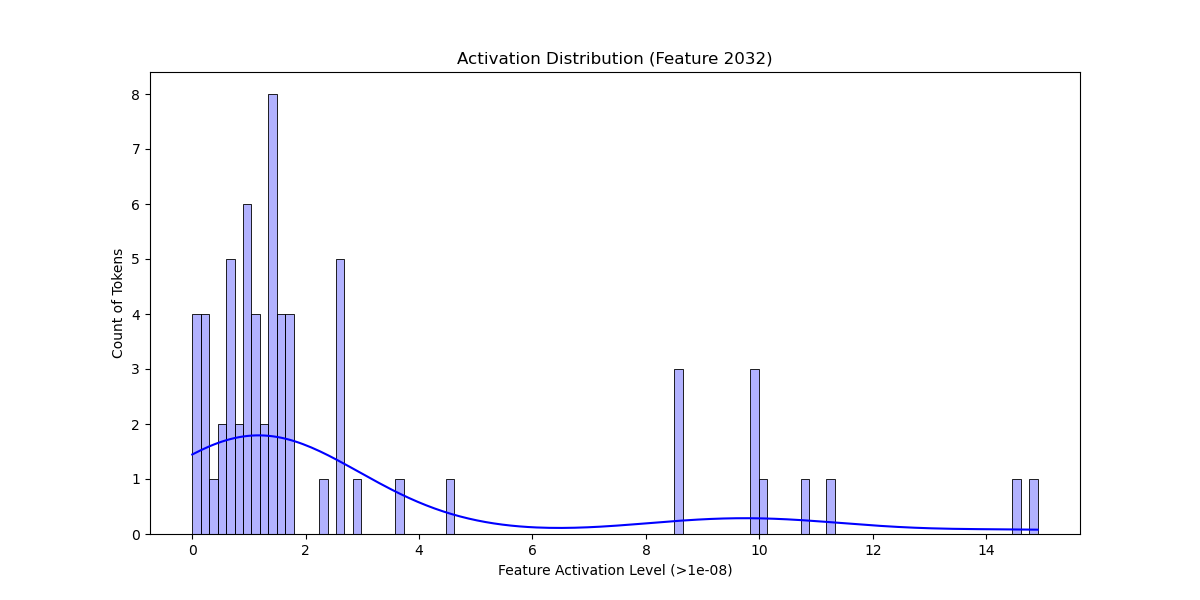 Activation Distribution (Feature 2032)
8
7
6
5
4
3
2
1
0
Count of Tokens
0 2 4 6 8 10 12 14
Feature Activation Level (>1e-08)